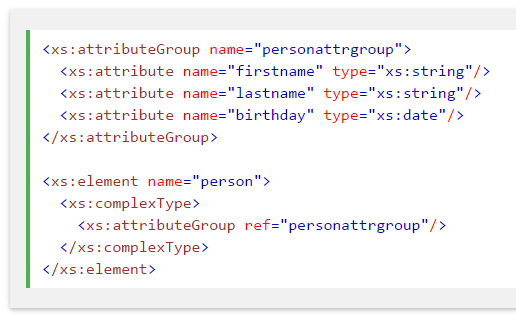 <xs:attributeGroup name="personattrgroup">
  <xs:attribute name="firstname" type="xs:string"/>
  <xs:attribute name="lastname" type="xs:string"/>
  <xs:attribute name="birthday" type="xs:date"/>
</xs:attributeGroup>

<xs:element name="person">
  <xs:complexType>
    <xs:attributeGroup ref="personattrgroup"/>
  </xs:complexType>
</xs:element>